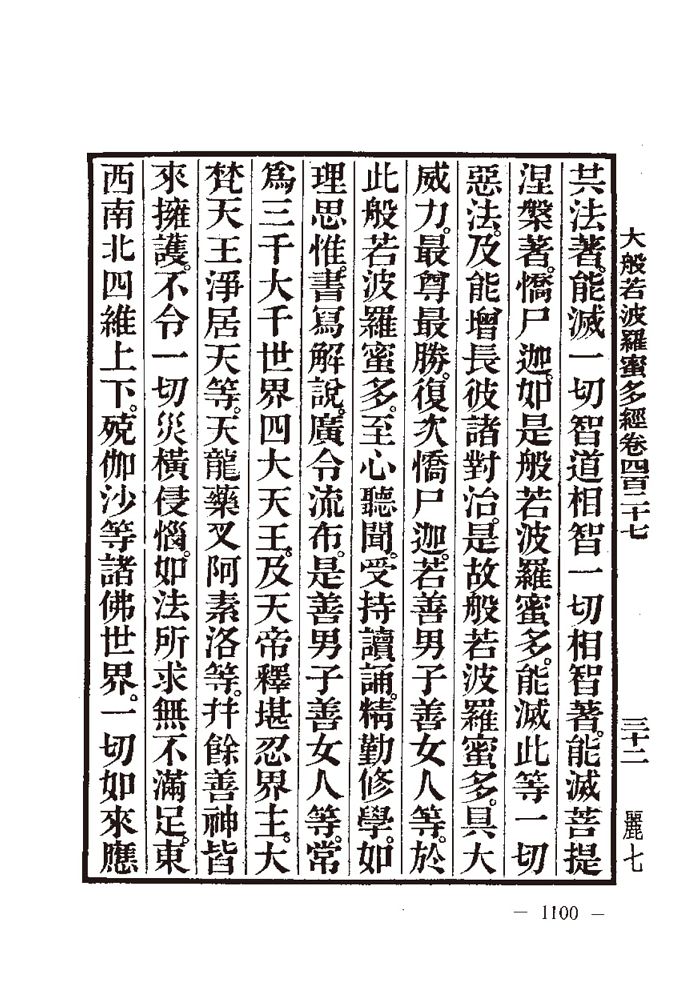 大般若波羅蜜多經卷四百二十七 三十二 麗七
共法著。能滅一切智道相智一切相智著。能滅菩提
涅槃著。憍尸迦。如是般若波羅蜜多。能滅此等一切
惡法。及能增長彼諸對治。是故般若波羅蜜多。具大
威力。最尊最勝。復次憍尸迦。若善男子善女人等。於
此般若波羅蜜多。至心聽聞。受持讀誦。精勤修學。如
理思惟。書寫解說。廣令流布。是善男子善女人等。常
爲三千大千世界四大天王。及天帝釋堪忍界主。大
梵天王淨居天等。天龍藥叉阿素洛等。幷餘善神皆
來擁護。不令一切災橫侵惱。如法所求無不滿足。東
西南北四維上下。殑伽沙等諸佛世界。一切如來應
— 1100 —